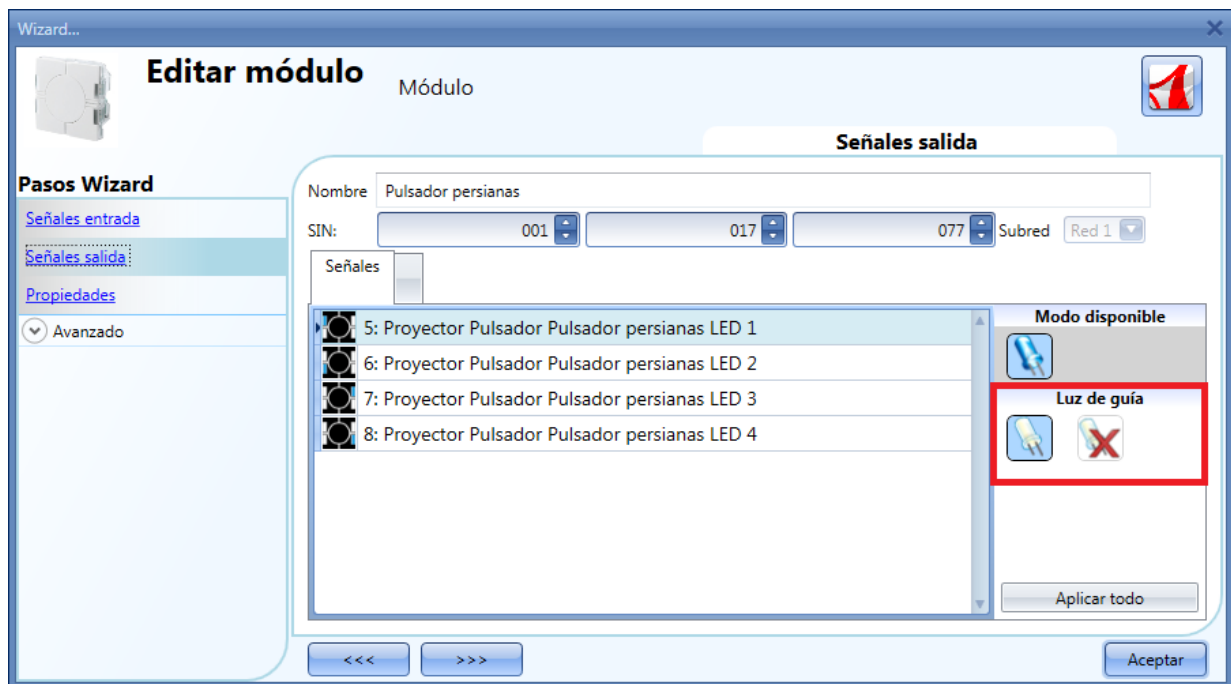 Wizard...
Editar módulo
Módulo
Señales salida
Pasos Wizard
Señales entrada
Señales salida
Propiedades
Avanzado
Nombre Pulsador persianas
SIN: 001 017 077 Subred Red 1
Señales
5: Proyector Pulsador Pulsador persianas LED 1
6: Proyector Pulsador Pulsador persianas LED 2
7: Proyector Pulsador Pulsador persianas LED 3
8: Proyector Pulsador Pulsador persianas LED 4
Modo disponible
Luz de guía
Aplicar todo
<<< >>> Aceptar